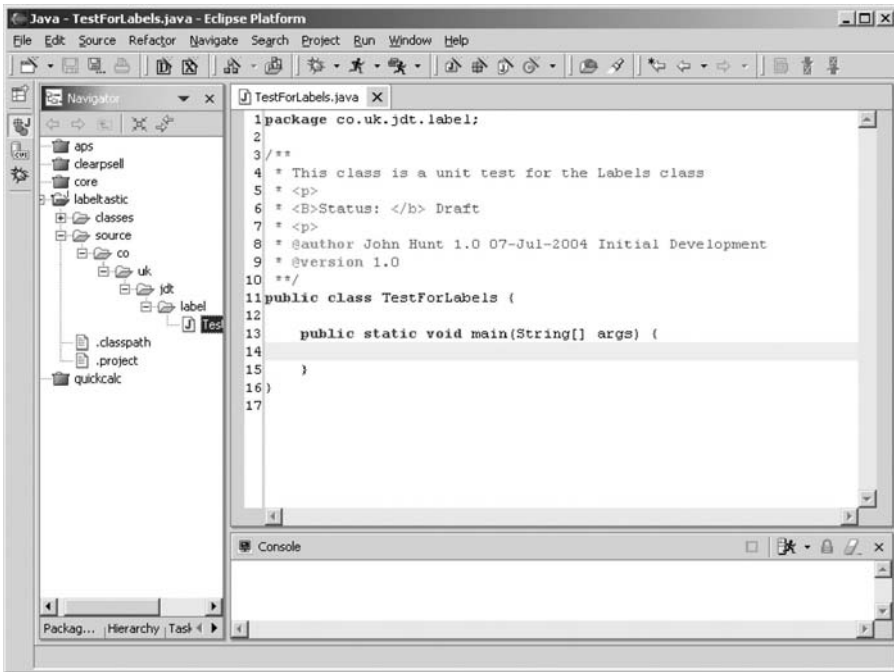 Java - TestForLabels.java - Eclipse Platform
File Edit Source Refactor Navigate Search Project Run Window Help
Navigator
aps
clearpsell
core
labeltastic
classes
source
co
uk
jdt
label
Tes
.classpath
.project
quickcalc
Packag... Hierarchy Task
TestForLabels.java
1 package co.uk.jdt.label;
2
3 /**
4 * This class is a unit test for the Labels class
5 * <p>
6 * <B>Status: </b> Draft
7 * <p>
8 * @author John Hunt 1.0 07-Jul-2004 Initial Development
9 * @version 1.0
10 **/
11 public class TestForLabels {
12
13 public static void main(String[] args) {
14
15 }
16 }
17
Console